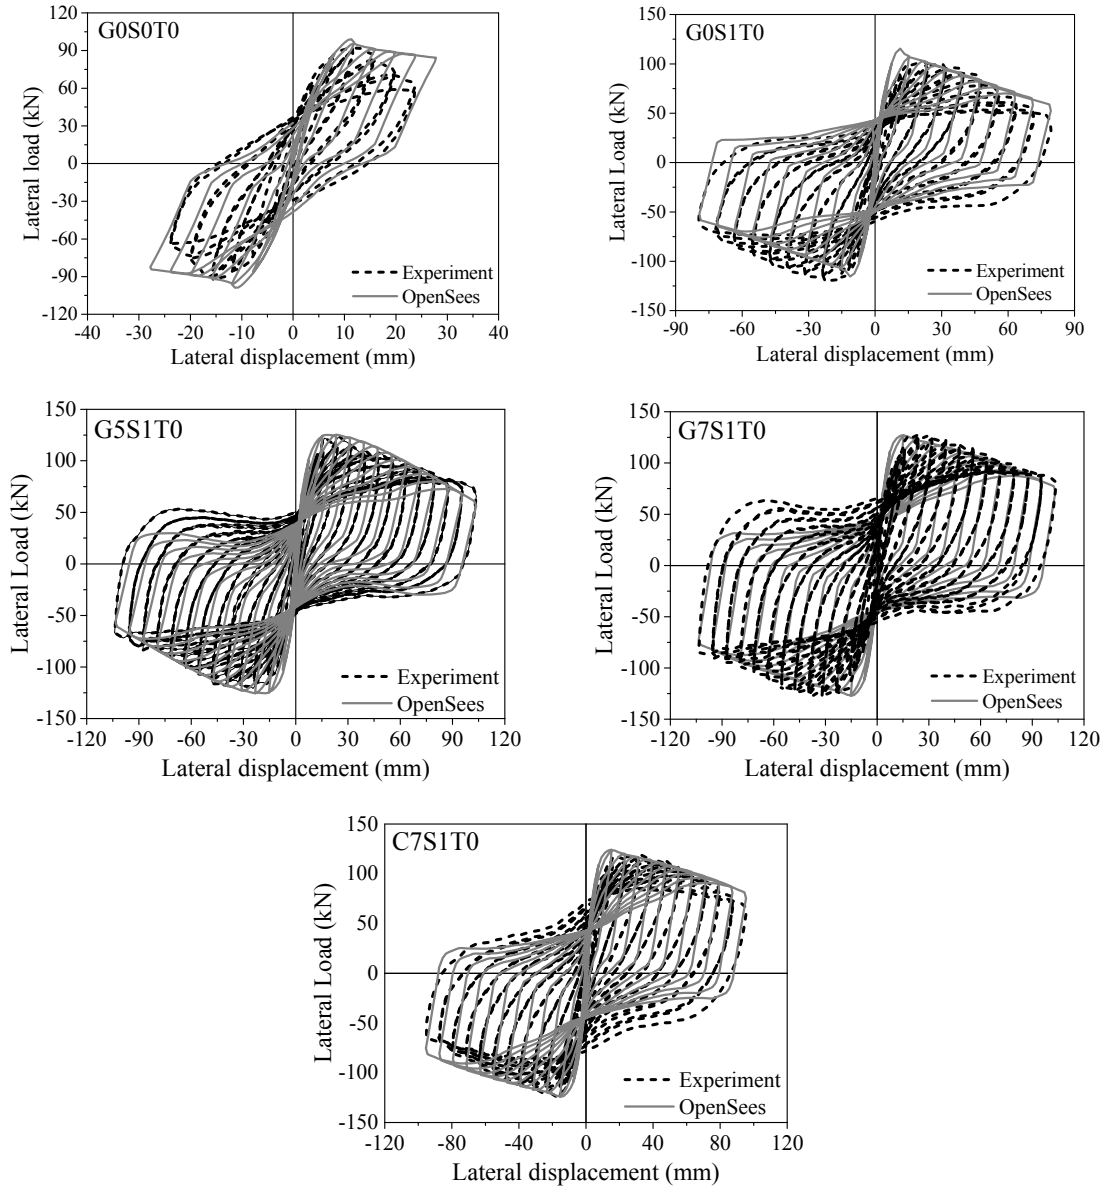 G0S0T0
120
90
60
30
0
-30
-60
-90
-120
-40 -30 -20 -10 0 10 20 30 40
Lateral load (kN)
Lateral displacement (mm)
Experiment
OpenSees
G0S1T0
150
100
50
0
-50
-100
-150
-90 -60 -30 0 30 60 90
Lateral Load (kN)
Lateral displacement (mm)
Experiment
OpenSees
G5S1T0
150
100
50
0
-50
-100
-150
-120 -90 -60 -30 0 30 60 90 120
Lateral Load (kN)
Lateral displacement (mm)
Experiment
OpenSees
G7S1T0
150
100
50
0
-50
-100
-150
-120 -90 -60 -30 0 30 60 90 120
Lateral Load (kN)
Lateral displacement (mm)
Experiment
OpenSees
C7S1T0
150
100
50
0
-50
-100
-150
-120 -80 -40 0 40 80 120
Lateral Load (kN)
Lateral displacement (mm)
Experiment
OpenSees